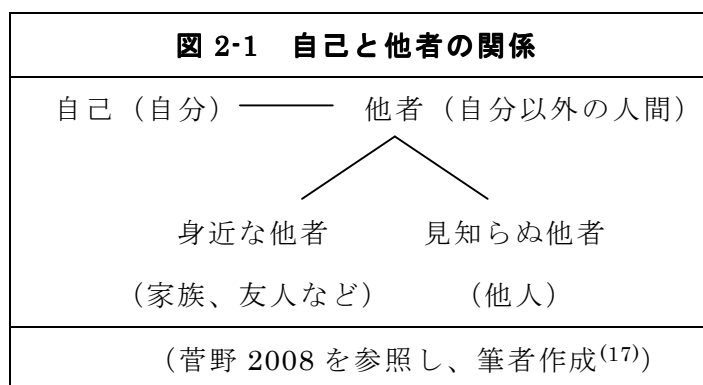 図 2-1 自己と他者の関係
自己（自分） 他者（自分以外の人間）
身近な他者 見知らぬ他者
（家族、友人など） （他人）
（菅野 2008 を参照し、筆者作成(17)）